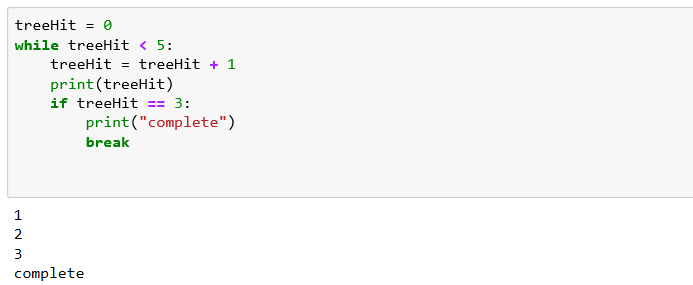 treeHit = 0
while treeHit < 5:
    treeHit = treeHit + 1
    print(treeHit)
    if treeHit == 3:
        print("complete")
        break
1
2
3
complete